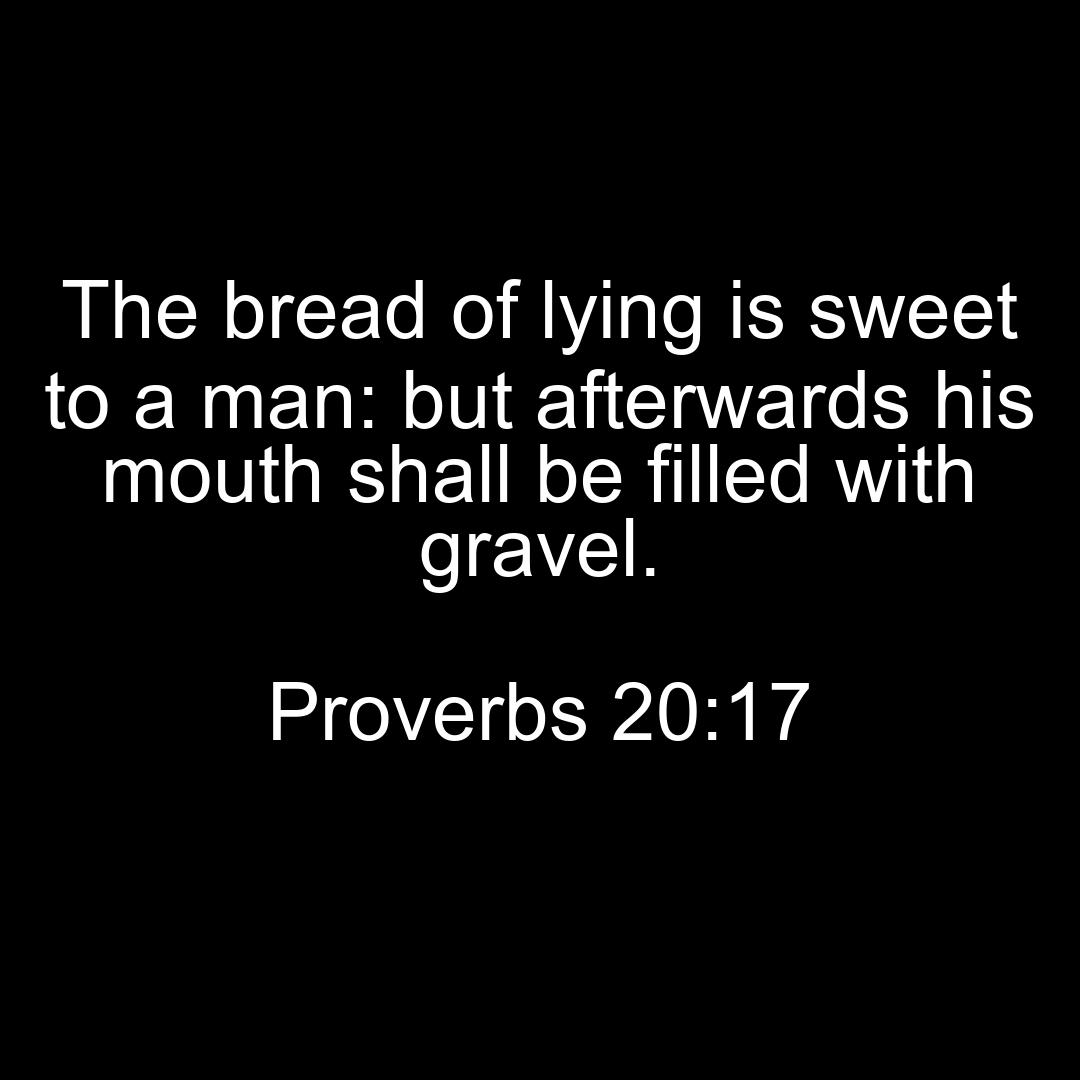 The bread of lying is sweet
to a man: but afterwards his
mouth shall be filled with
gravel.
Proverbs 20:17